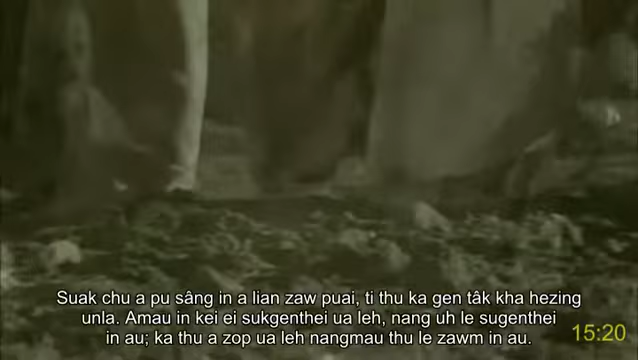 Suak chu a pu sâng in a lian zaw puai, ti thu ka gen tâk kha hezing
unla. Amau in kei ei sukgenthei ua leh, nang uh le sugenthei
in au; ka thu a zop ua leh nangmau thu le zawm in au.
15:20